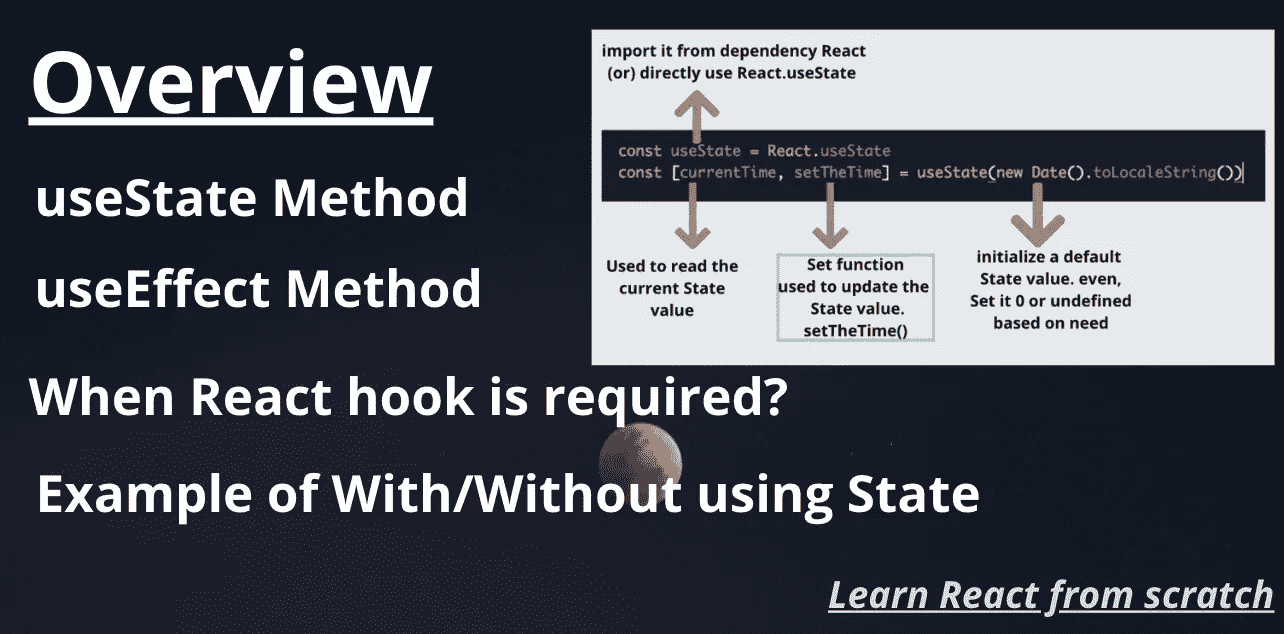 Overview
useState Method
useEffect Method
When React hook is required?
Example of With/Without using State
import it from dependency React
(or) directly use React.useState
const useState = React.useState
const [currentTime, setTheTime] = useState(new Date().toLocaleString())
Used to read the
current State
value
Set function
used to update the
State value.
setTheTime()
initialize a default
State value. even,
Set it 0 or undefined
based on need
Learn React from scratch